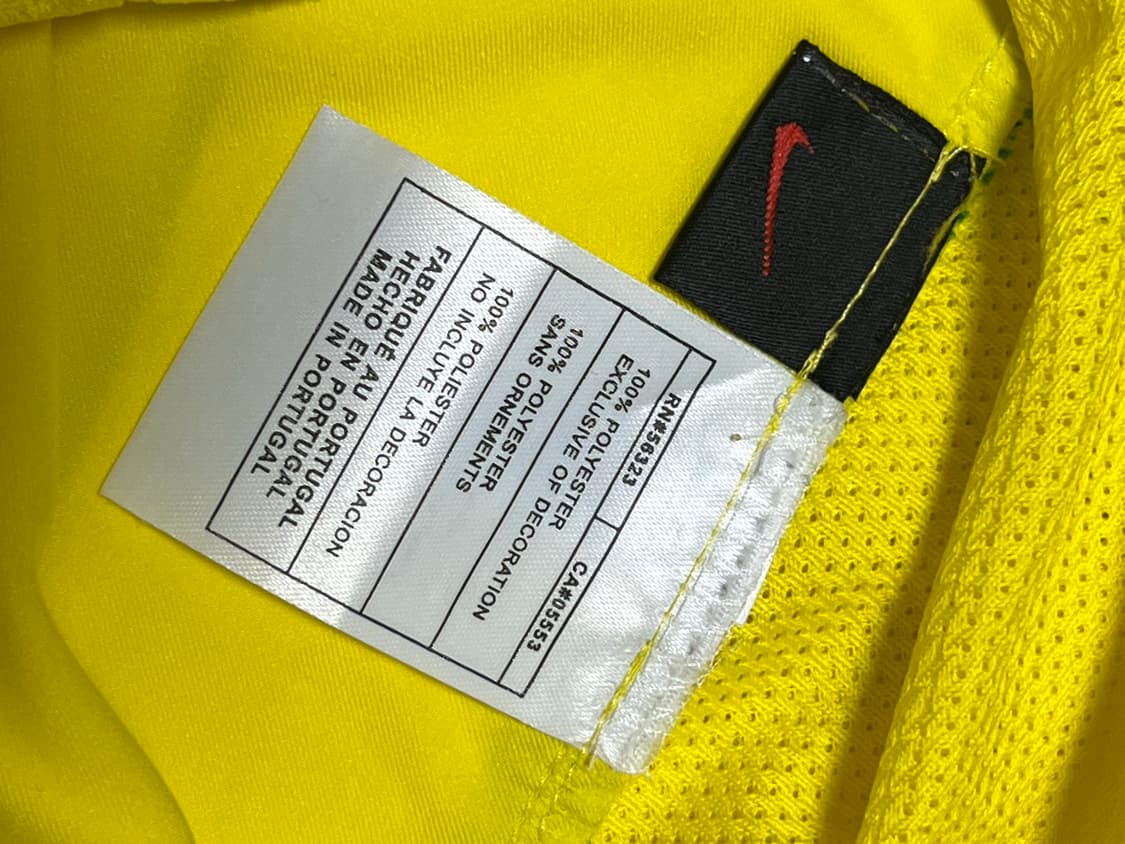 RN#56323 CA#05553
100% POLYESTER
EXCLUSIVE OF DECORATION
100% POLYESTER
SANS ORNEMENTS
100% POLIESTER
NO INCLUYE LA DECORACION
FABRIQUÉ AU PORTUGAL
HECHO EN PORTUGAL
MADE IN PORTUGAL